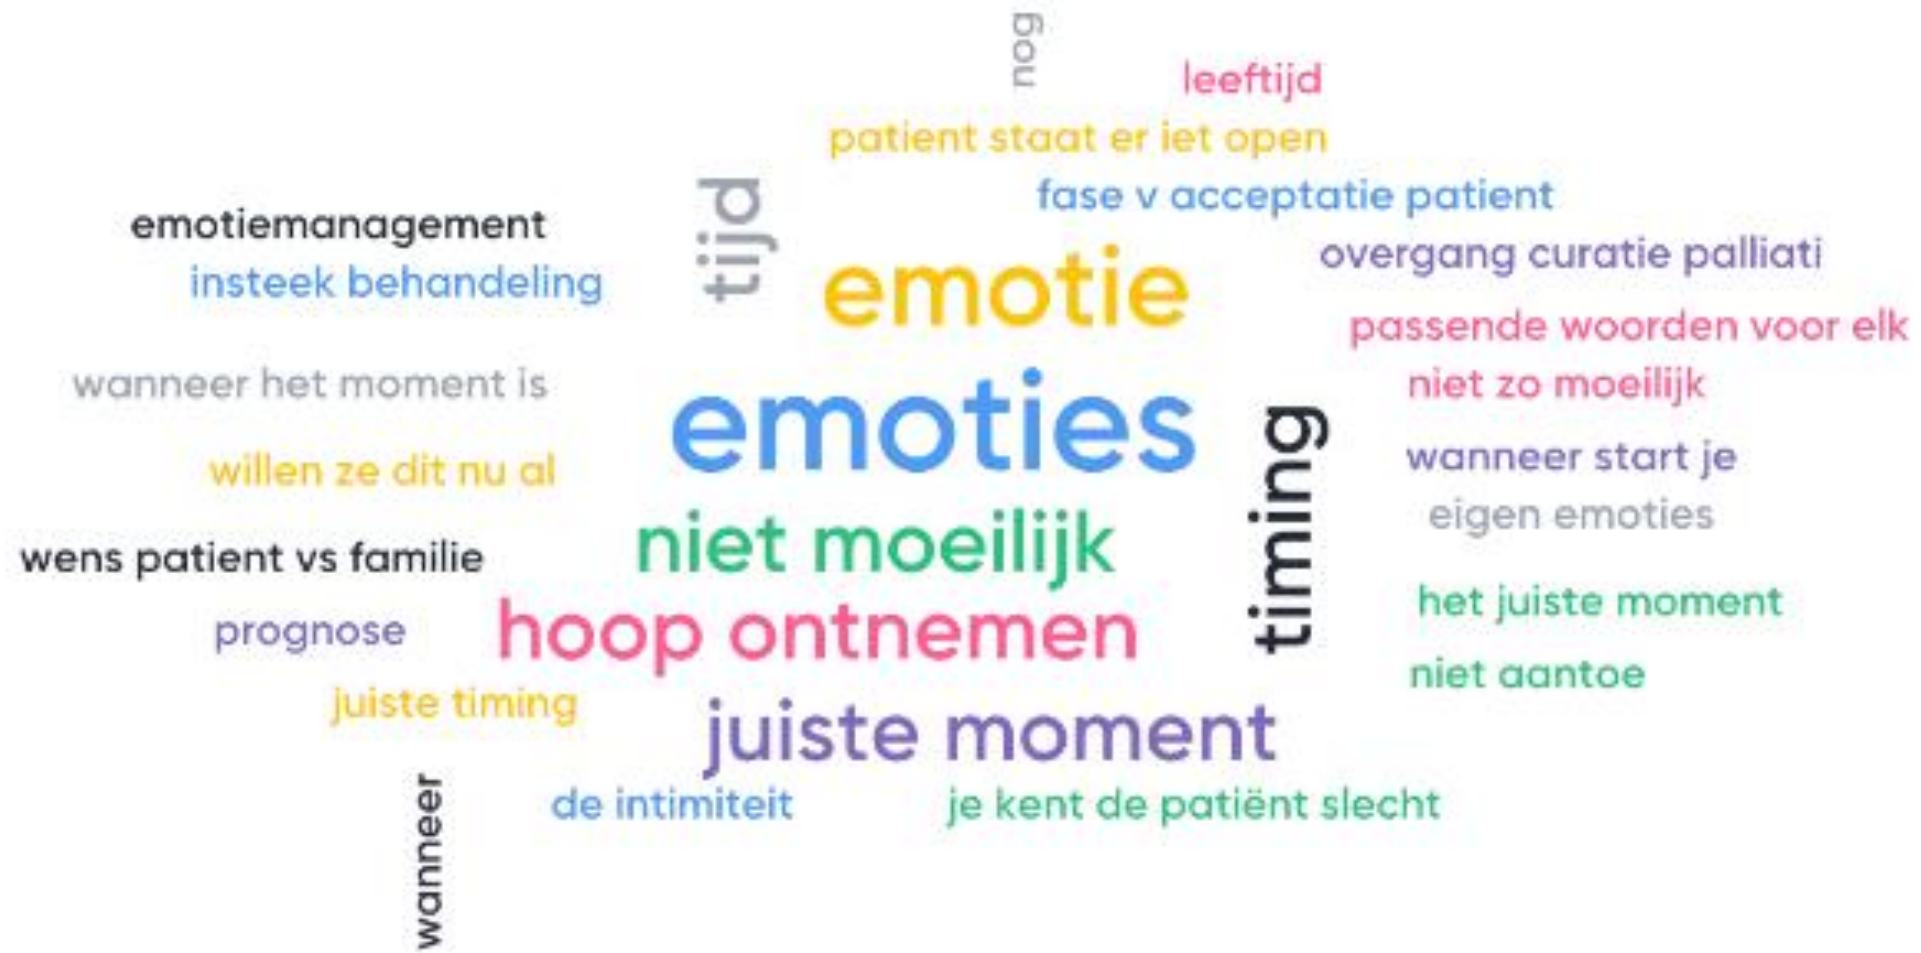 nog
leeftijd
patient staat er iet open
tijd
fase v acceptatie patient
emotiemanagement
overgang curatie palliati
insteek behandeling
emotie
passende woorden voor elk
wanneer het moment is
niet zo moeilijk
emoties
timing
wanneer start je
willen ze dit nu al
eigen emoties
niet moeilijk
wens patient vs familie
het juiste moment
prognose
hoop ontnemen
niet aantoe
juiste timing
juiste moment
wanneer
de intimiteit
je kent de patiënt slecht